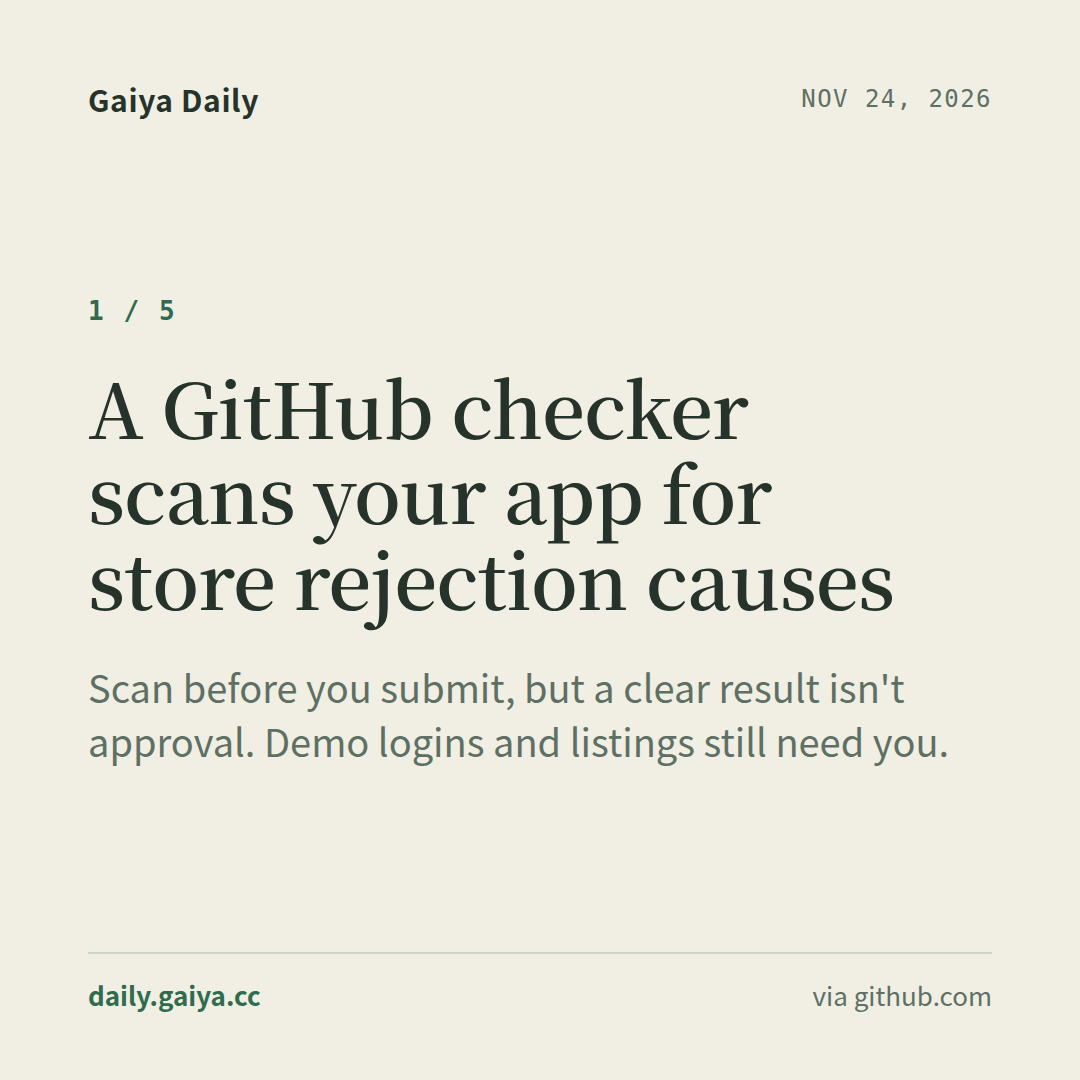 Gaiya Daily
NOV 24, 2026
1 / 5
A GitHub checker
scans your app for
store rejection causes
Scan before you submit, but a clear result isn't
approval. Demo logins and listings still need you.
daily.gaiya.cc
via github.com